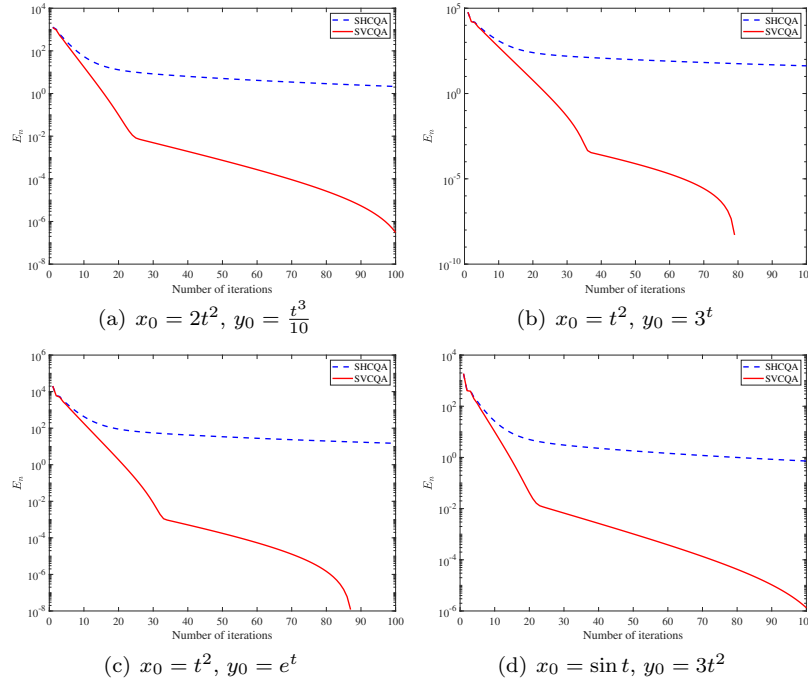 10^4
10^2
10^0
10^{-2}
10^{-4}
10^{-6}
10^{-8}
E_n
0 10 20 30 40 50 60 70 80 90 100
Number of iterations
SHCQA
SVCQA
(a) x_0 = 2t^2, y_0 = \frac{t^3}{10}
10^5
10^0
10^{-5}
10^{-10}
E_n
0 10 20 30 40 50 60 70 80 90 100
Number of iterations
SHCQA
SVCQA
(b) x_0 = t^2, y_0 = 3^t
10^6
10^4
10^2
10^0
10^{-2}
10^{-4}
10^{-6}
10^{-8}
E_n
0 10 20 30 40 50 60 70 80 90 100
Number of iterations
SHCQA
SVCQA
(c) x_0 = t^2, y_0 = e^t
10^4
10^2
10^0
10^{-2}
10^{-4}
10^{-6}
E_n
0 10 20 30 40 50 60 70 80 90 100
Number of iterations
SHCQA
SVCQA
(d) x_0 = sin t, y_0 = 3t^2